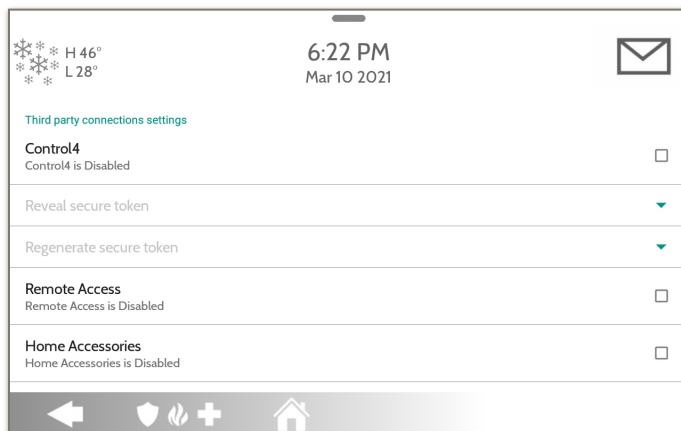 H 46°
L 28°
6:22 PM
Mar 10 2021
Third party connections settings
Control4
Control4 is Disabled
Reveal secure token
Regenerate secure token
Remote Access
Remote Access is Disabled
Home Accessories
Home Accessories is Disabled